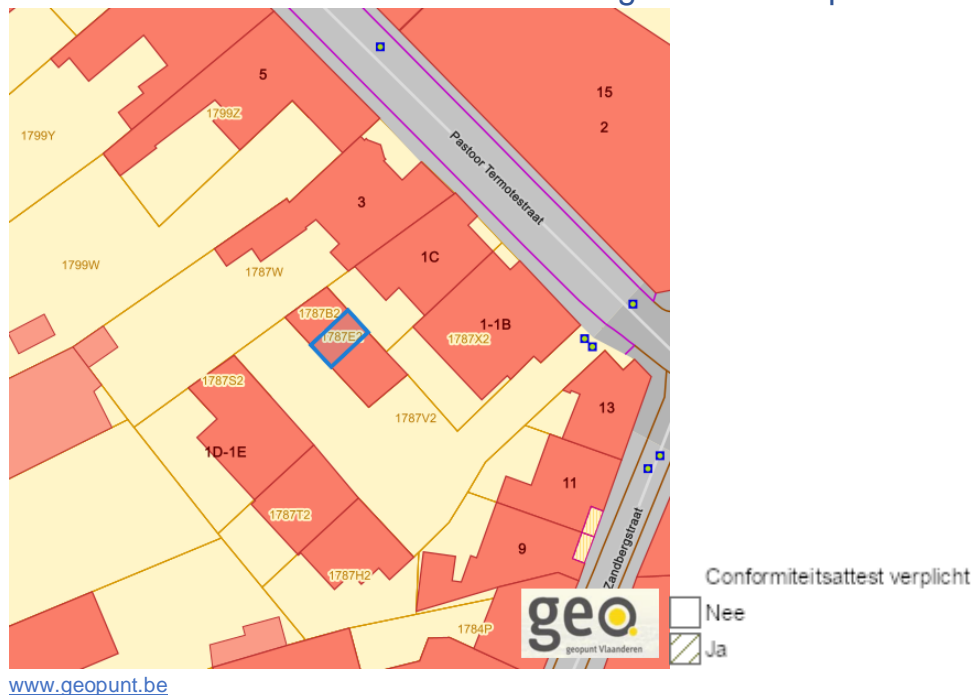 5
15
2
1799Z
1799Y
Pastoor Termotestraat
3
1C
1799W
1787W
1787B2
1-1B
1787E2
1787X2
1787S2
13
1787V2
1D-1E
11
1787T2
Zandbergstraat
9
1787H2
Conformiteitsattest verplicht
Nee
Ja
geo
geopunt Vlaanderen
1784P
www.geopunt.be